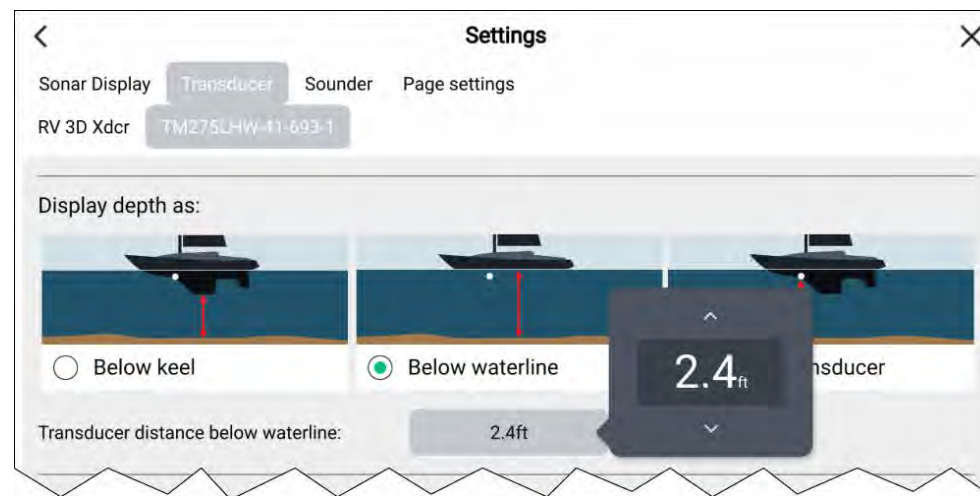 Settings
Sonar Display Transducer Sounder Page settings
RV 3D Xdcr TM275LHW-41-693-1
Display depth as:
Below keel Below waterline nsducer
2.4ft
Transducer distance below waterline: 2.4ft